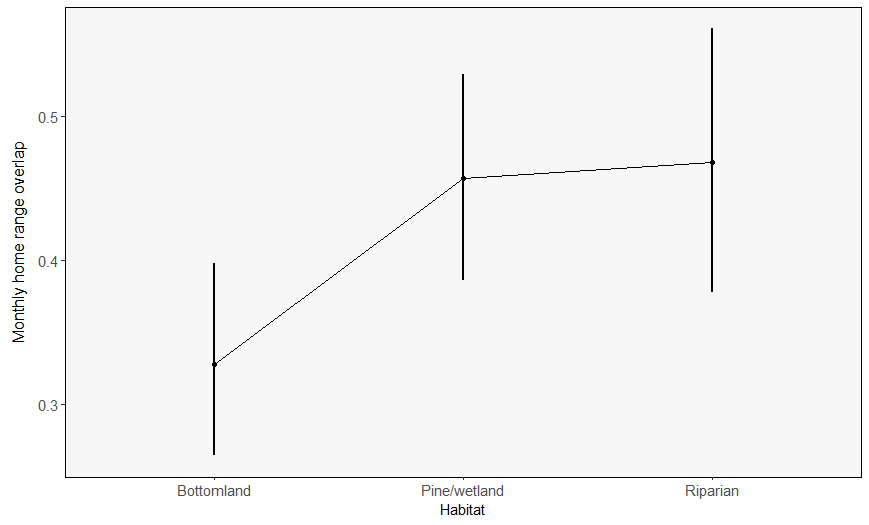 Monthly home range overlap
0.5
0.4
0.3
Bottomland Pine/wetland Riparian
Habitat